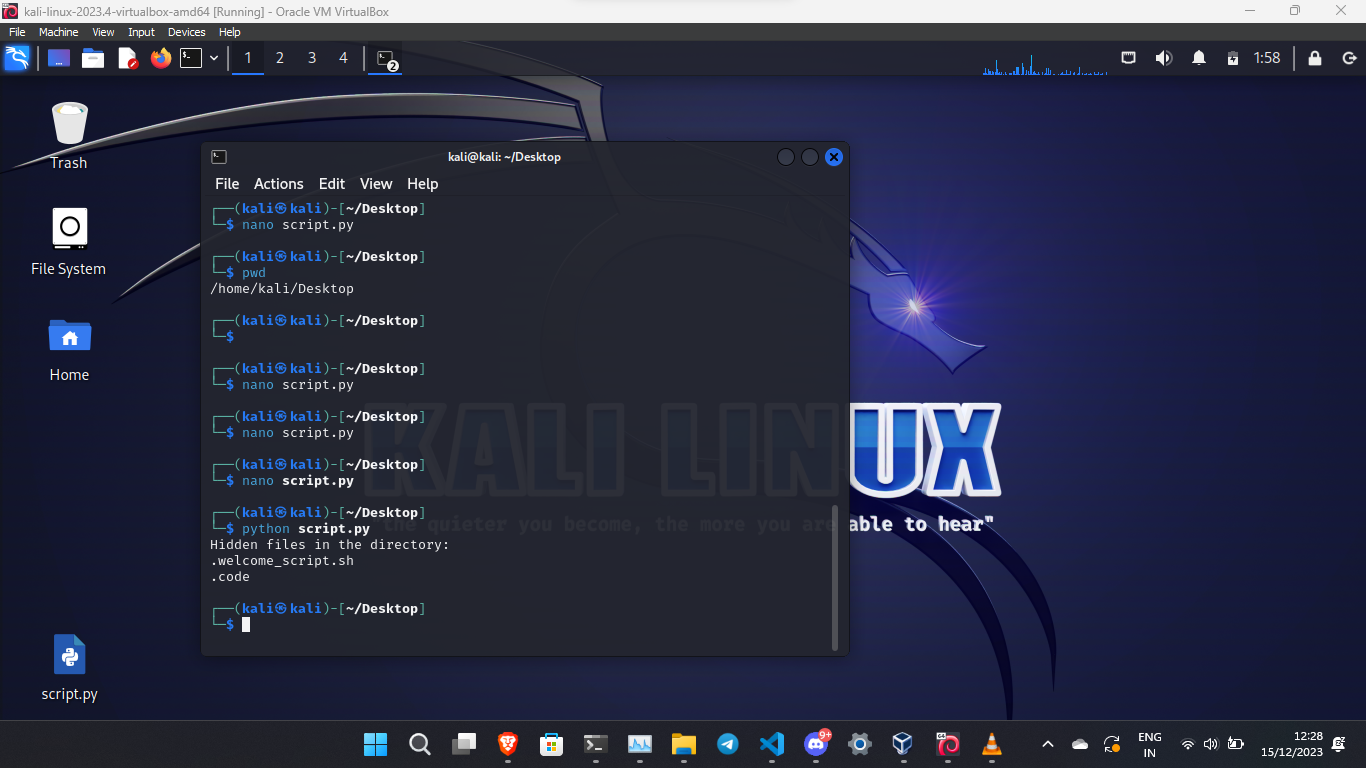 kali-linux-2023.4-virtualbox-amd64 [Running] - Oracle VM VirtualBox
File Machine View Input Devices Help
1 2 3 4 2 1:58
Trash
File System
Home
script.py
kali@kali: ~/Desktop
File Actions Edit View Help
┌──(kali㉿kali)-[~/Desktop]
└─$ nano script.py
┌──(kali㉿kali)-[~/Desktop]
└─$ pwd
/home/kali/Desktop
┌──(kali㉿kali)-[~/Desktop]
└─$
┌──(kali㉿kali)-[~/Desktop]
└─$ nano script.py
┌──(kali㉿kali)-[~/Desktop]
└─$ nano script.py
┌──(kali㉿kali)-[~/Desktop]
└─$ nano script.py
┌──(kali㉿kali)-[~/Desktop]
└─$ python script.py
Hidden files in the directory:
.welcome_script.sh
.code
┌──(kali㉿kali)-[~/Desktop]
└─$
KALI LINUX
"the quieter you become, the more you are able to hear"
9+
64
ENG
IN
12:28
15/12/2023